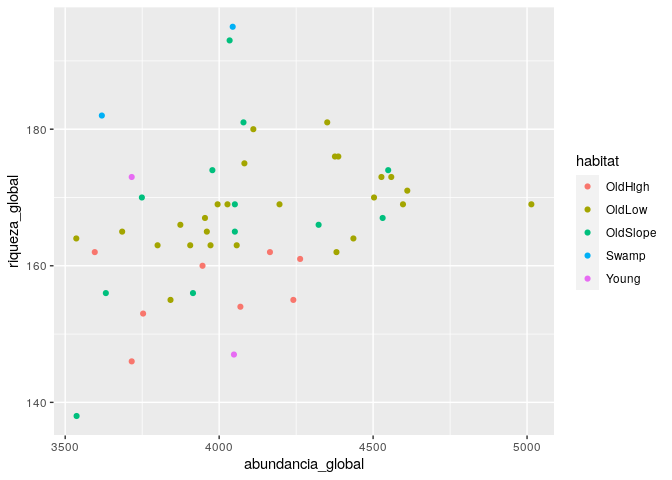 180
160
140
3500
4000
4500
5000
abundancia_global
riqueza_global
habitat
OldHigh
OldLow
OldSlope
Swamp
Young